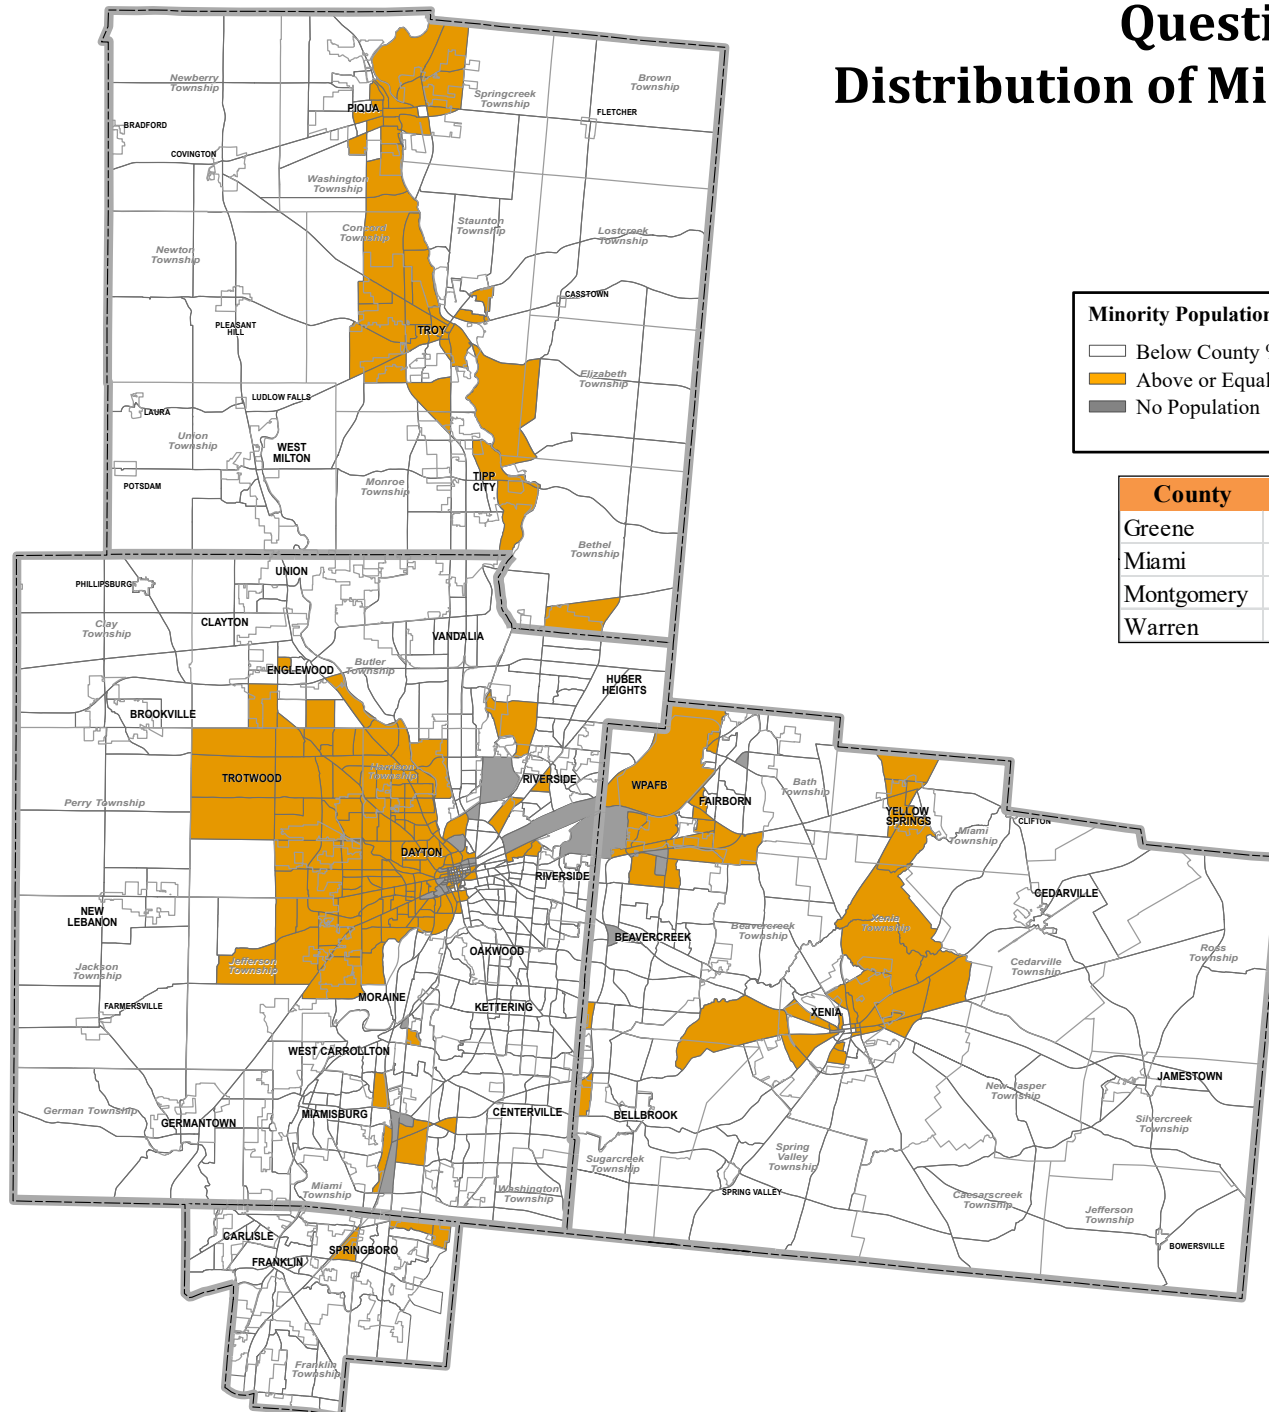 Questi
Distribution of Mi
Newberry
Township
Brown
Township
Springcreek
Township
PIQUA
FLETCHER
BRADFORD
COVINGTON
Washington
Township
Concord
Township
Staunton
Township
Lostcreek
Township
Newton
Township
CASSTOWN
PLEASANT
HILL
TROY
Elizabeth
Township
LUDLOW FALLS
LAURA
Union
Township
WEST
MILTON
POTSDAM
Monroe
Township
TIPP
CITY
Bethel
Township
Minority Population
Below County %
Above or Equal
No Population
County
Greene
Miami
Montgomery
Warren
UNION
PHILLIPSBURG
Clay
Township
CLAYTON
VANDALIA
Butler
Township
ENGLEWOOD
HUBER
HEIGHTS
BROOKVILLE
TROTWOOD
Harrison
Township
RIVERSIDE
WPAFB
FAIRBORN
Bath
Township
Perry Township
YELLOW
SPRINGS
Miami
Township
CLIFTON
DAYTON
RIVERSIDE
CEDARVILLE
NEW
LEBANON
Xenia
Township
BEAVERCREEK
Beavercreek
Township
OAKWOOD
Ross
Township
Jackson
Township
Jefferson
Township
Cedarville
Township
MORAINE
FARMERSVILLE
KETTERING
XENIA
WEST CARROLLTON
JAMESTOWN
New Jasper
Township
German Township
GERMANTOWN
MIAMISBURG
CENTERVILLE
BELLBROOK
Silvercreek
Township
Sugarcreek
Township
Spring
Valley
Township
Miami
Township
Washington
Township
SPRING VALLEY
Caesarscreek
Township
Jefferson
Township
CARLISLE
SPRINGBORO
FRANKLIN
BOWERSVILLE
Franklin
Township